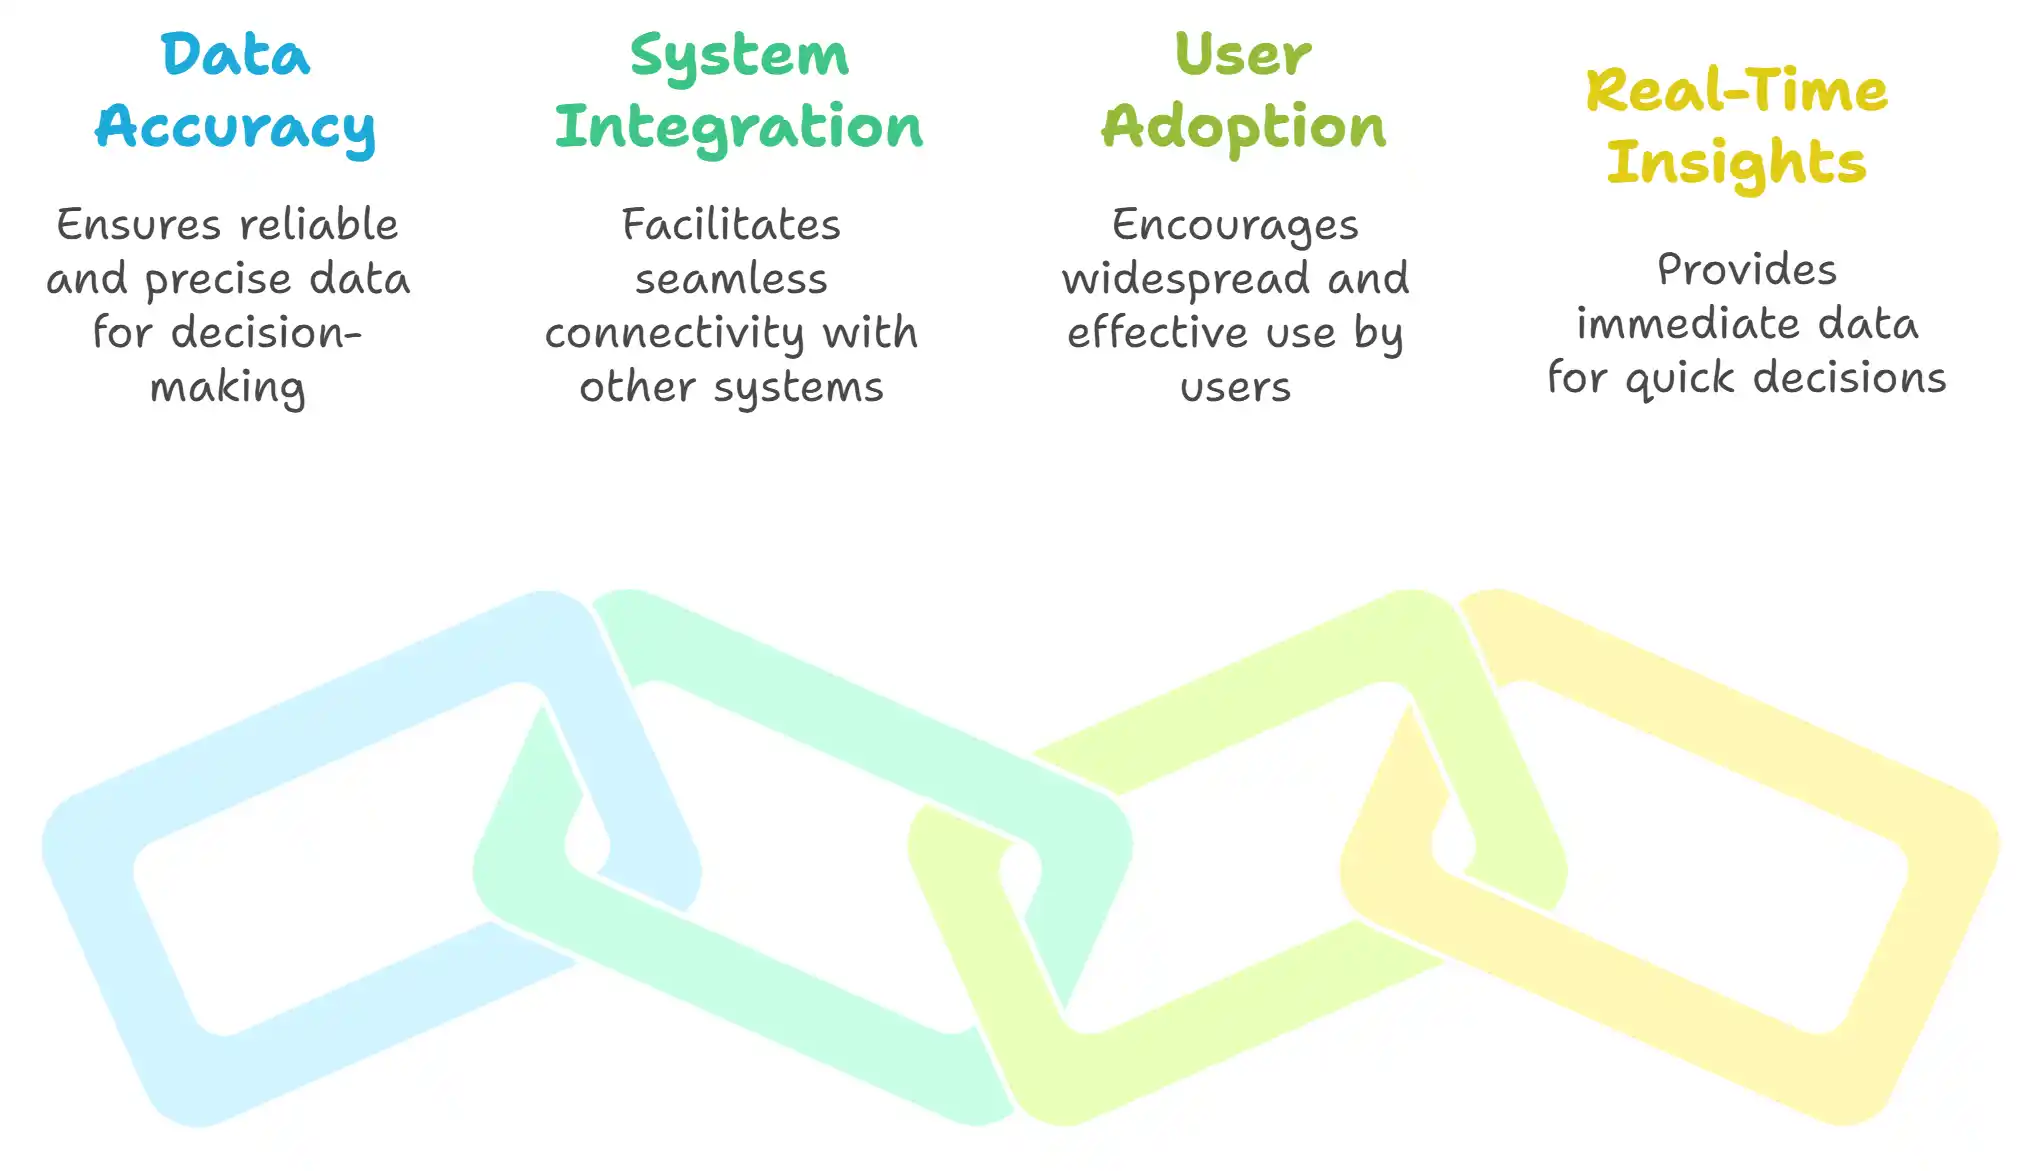 Data
Accuracy
Ensures reliable
and precise data
for decision-
making
System
Integration
Facilitates
seamless
connectivity with
other systems
User
Adoption
Encourages
widespread and
effective use by
users
Real-Time
Insights
Provides
immediate data
for quick decisions